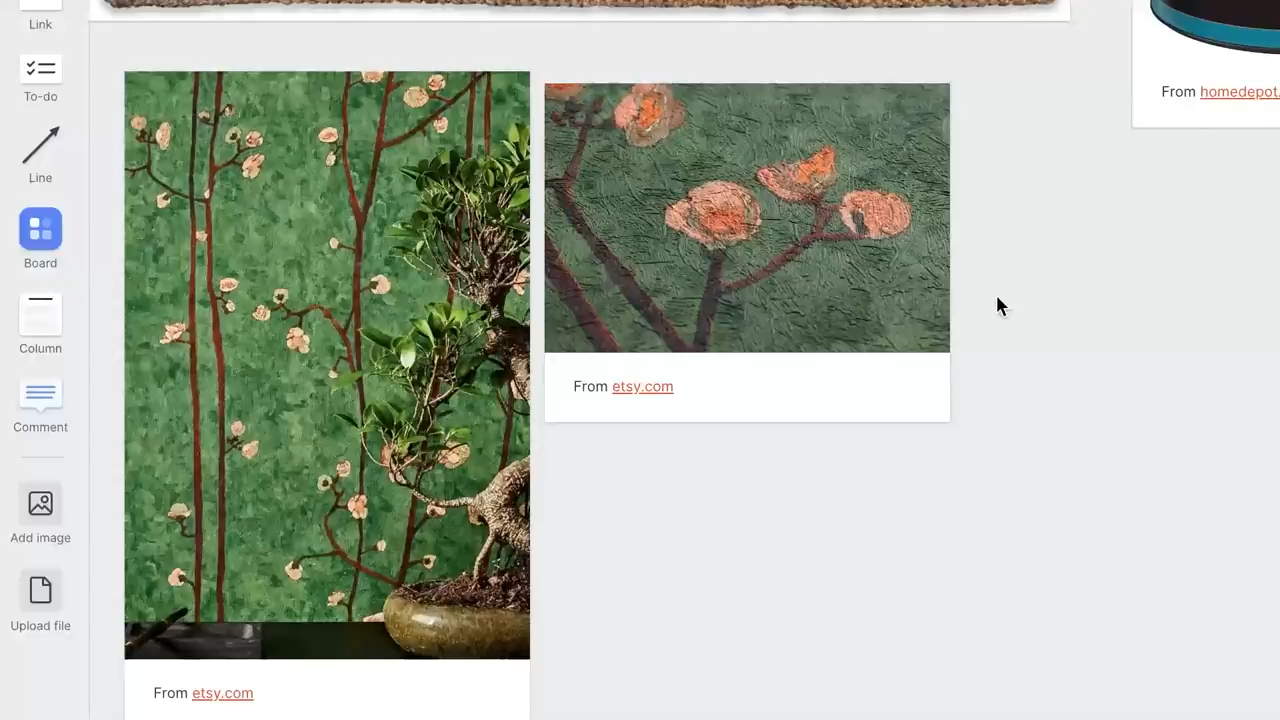 Link
To-do
Line
Board
Column
Comment
Add image
Upload file
From homedepot.
From etsy.com
From etsy.com